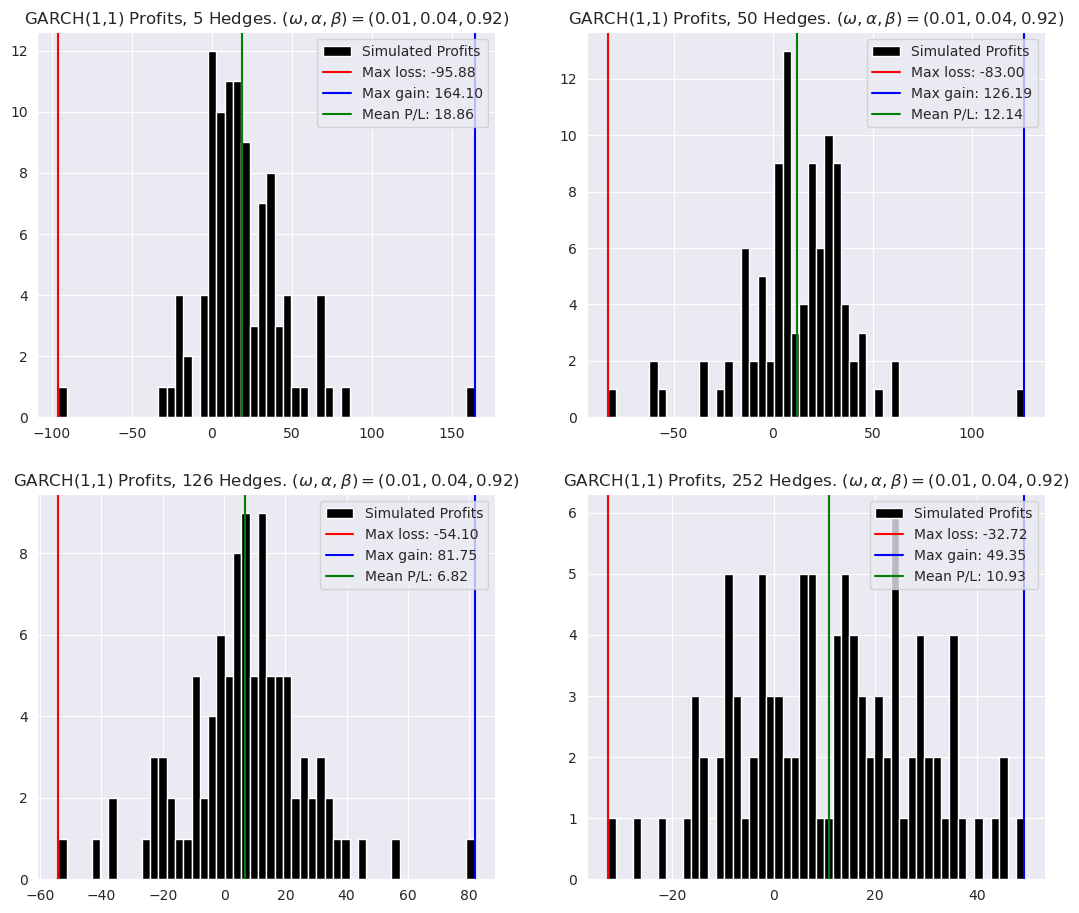 GARCH(1,1) Profits, 5 Hedges. (ω, α, β) = (0.01, 0.04, 0.92)
Simulated Profits
Max loss: -95.88
Max gain: 164.10
Mean P/L: 18.86
12
10
8
6
4
2
0
−100 −50 0 50 100 150
GARCH(1,1) Profits, 50 Hedges. (ω, α, β) = (0.01, 0.04, 0.92)
Simulated Profits
Max loss: -83.00
Max gain: 126.19
Mean P/L: 12.14
12
10
8
6
4
2
0
−50 0 50 100
GARCH(1,1) Profits, 126 Hedges. (ω, α, β) = (0.01, 0.04, 0.92)
Simulated Profits
Max loss: -54.10
Max gain: 81.75
Mean P/L: 6.82
8
6
4
2
0
−60 −40 −20 0 20 40 60 80
GARCH(1,1) Profits, 252 Hedges. (ω, α, β) = (0.01, 0.04, 0.92)
Simulated Profits
Max loss: -32.72
Max gain: 49.35
Mean P/L: 10.93
6
5
4
3
2
1
0
−20 0 20 40